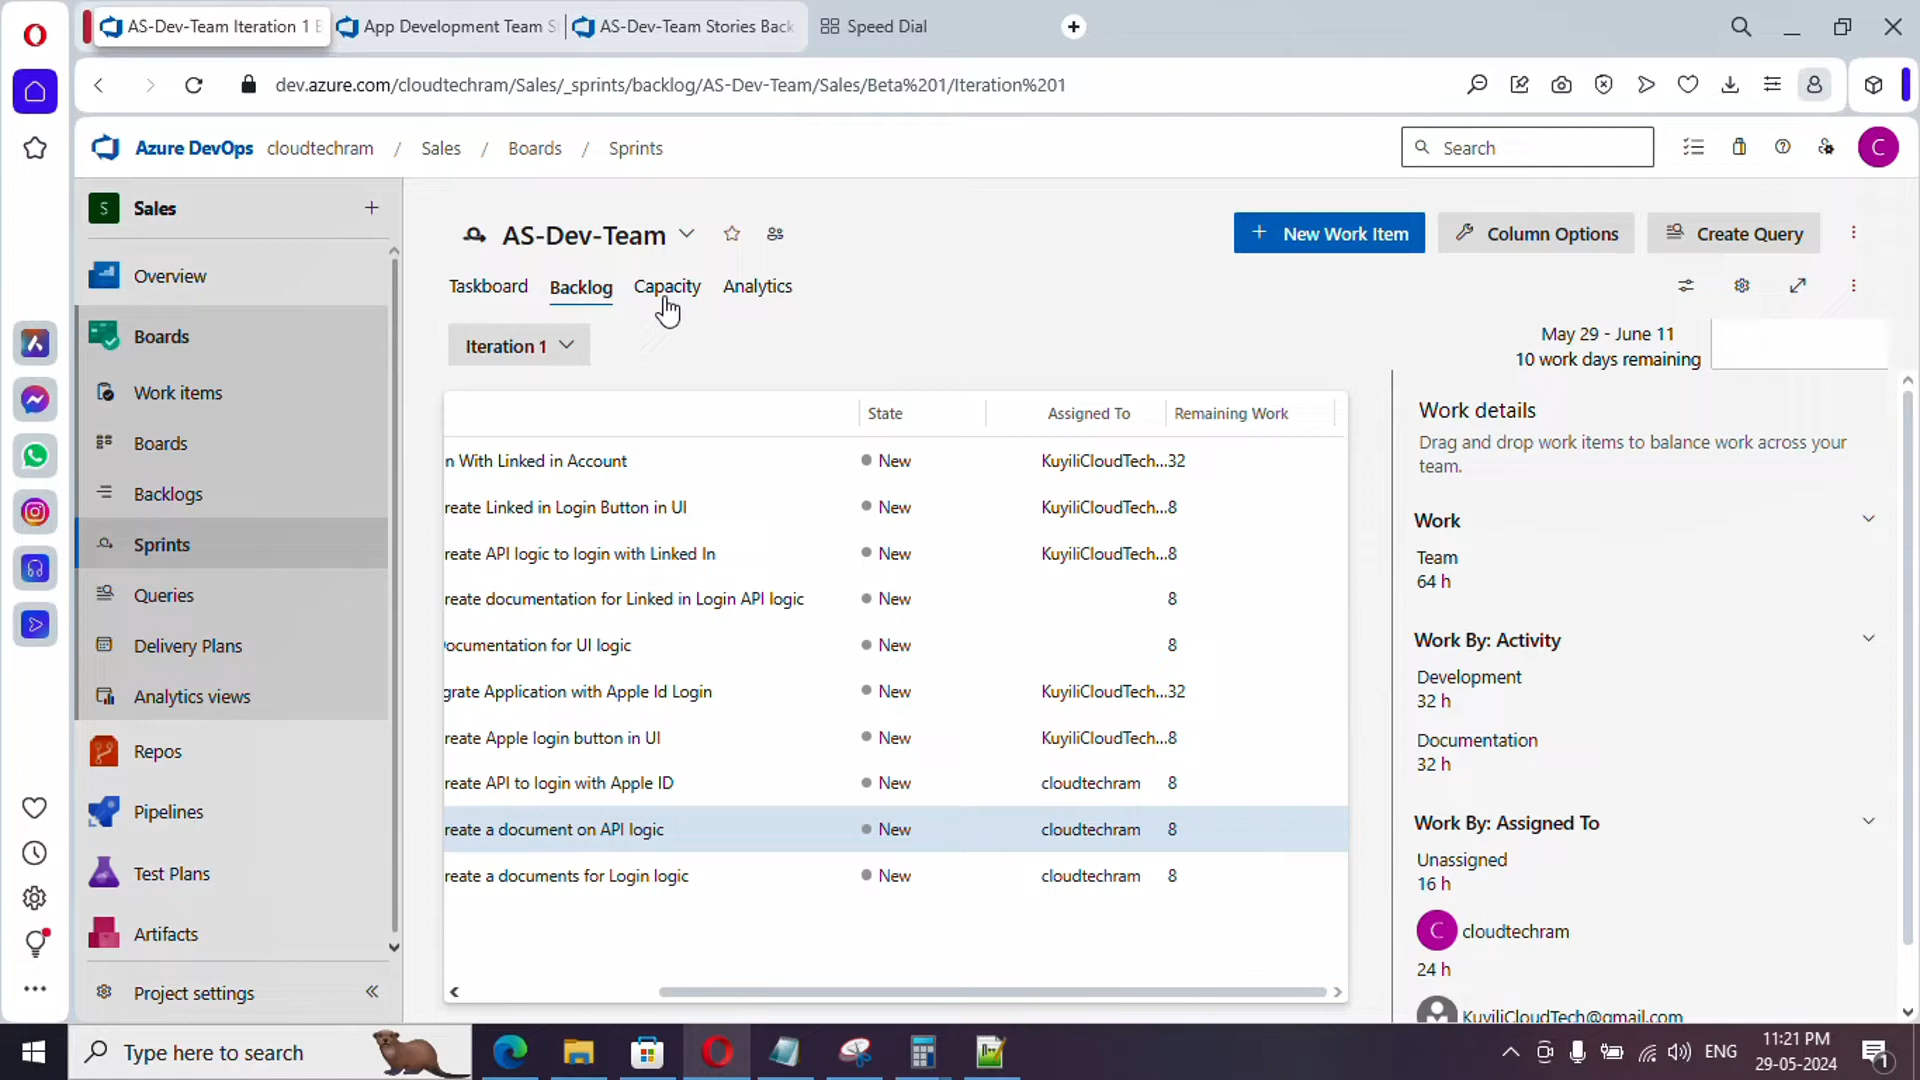 AS-Dev-Team Iteration 1 B
App Development Team S
AS-Dev-Team Stories Back
Speed Dial
dev.azure.com/cloudtechram/Sales/_sprints/backlog/AS-Dev-Team/Sales/Beta%201/Iteration%201
Azure DevOps cloudtechram / Sales / Boards / Sprints
Search
C
S Sales
Overview
Boards
Work items
Boards
Backlogs
Sprints
Queries
Delivery Plans
Analytics views
Repos
Pipelines
Test Plans
Artifacts
Project settings
AS-Dev-Team
New Work Item
Column Options
Create Query
Taskboard Backlog Capacity Analytics
Iteration 1
May 29 - June 11
10 work days remaining
State Assigned To Remaining Work
n With Linked in Account New KuyiliCloudTech... 32
reate Linked in Login Button in UI New KuyiliCloudTech... 8
reate API logic to login with Linked In New KuyiliCloudTech... 8
reate documentation for Linked in Login API logic New 8
ocumentation for UI logic New 8
grate Application with Apple Id Login New KuyiliCloudTech... 32
reate Apple login button in UI New KuyiliCloudTech... 8
reate API to login with Apple ID New cloudtechram 8
reate a document on API logic New cloudtechram 8
reate a documents for Login logic New cloudtechram 8
Work details
Drag and drop work items to balance work across your
team.
Work
Team
64 h
Work By: Activity
Development
32 h
Documentation
32 h
Work By: Assigned To
Unassigned
16 h
C cloudtechram
24 h
KuyiliCloudTech@gmail.com
Type here to search
ENG
11:21 PM
29-05-2024
1